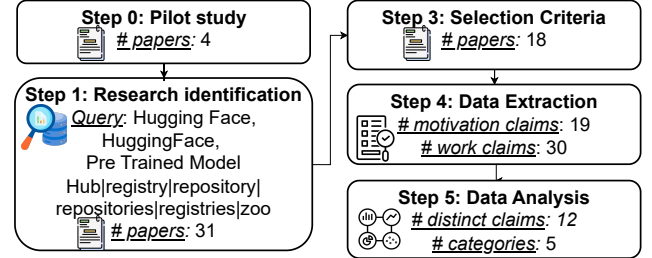 Step 0: Pilot study
# papers: 4
Step 1: Research identification
Query: Hugging Face,
HuggingFace,
Pre Trained Model
Hub|registry|repository|
repositories|registries|zoo
# papers: 31
Step 3: Selection Criteria
# papers: 18
Step 4: Data Extraction
# motivation claims: 19
# work claims: 30
Step 5: Data Analysis
# distinct claims: 12
# categories: 5